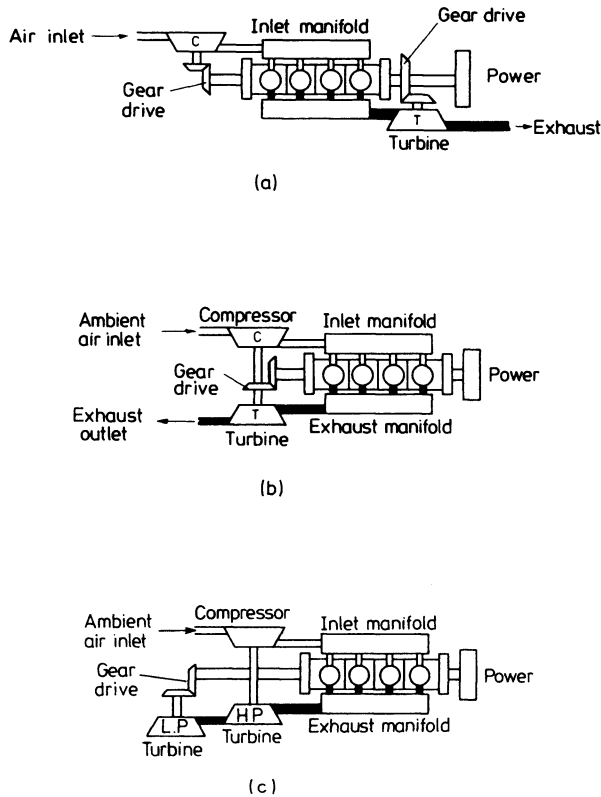 Inlet manifold
Gear drive
Air inlet
C
Gear
drive
Power
T
Turbine
Exhaust
(a)
Compressor
Ambient
air inlet
C
Inlet manifold
Gear
drive
Power
Exhaust
outlet
T
Turbine
Exhaust manifold
(b)
Compressor
Ambient
air inlet
Inlet manifold
Gear
drive
Power
L.P
Turbine
HP
Turbine
Exhaust manifold
(c)